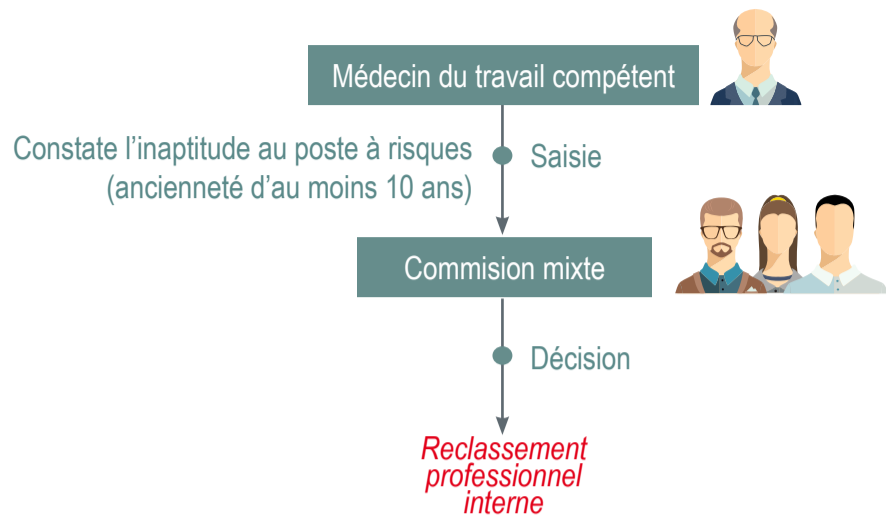 Médecin du travail compétent
Constate l'inaptitude au poste à risques
(ancienneté d'au moins 10 ans)
Saisie
Commision mixte
Décision
Reclassement
professionnel
interne